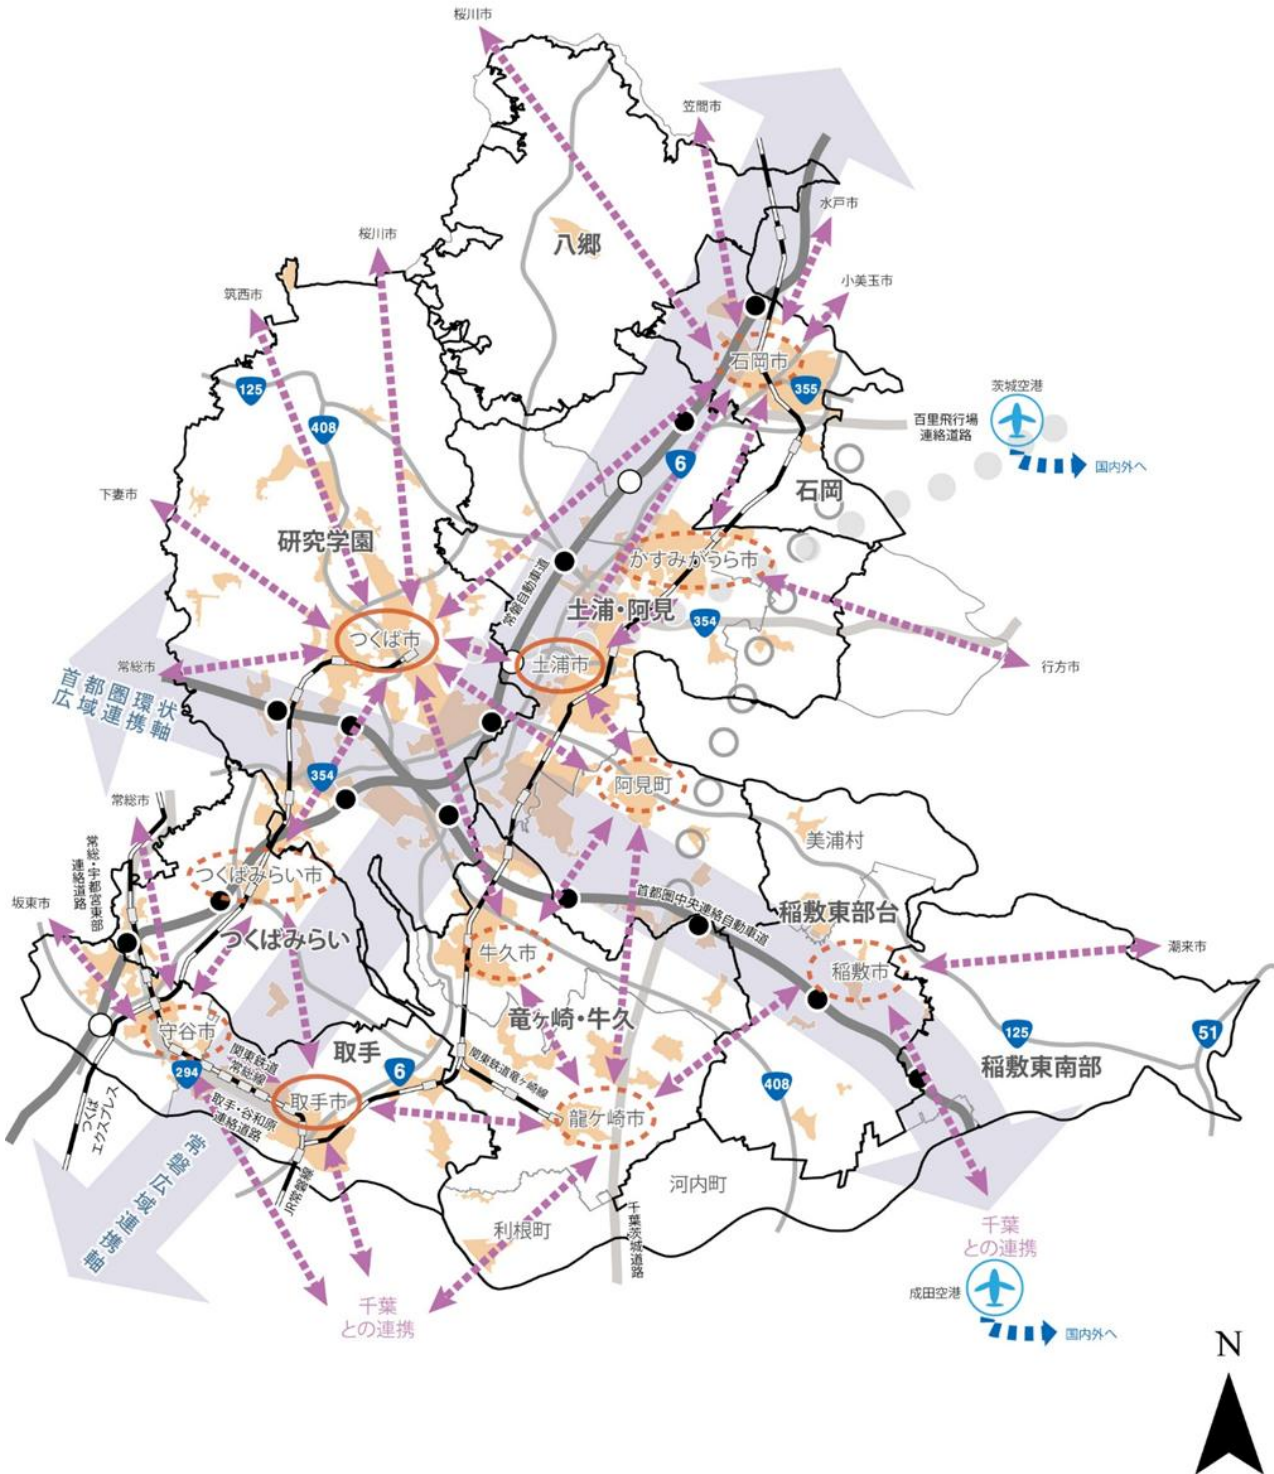 桜川市
笠間市
水戸市
桜川市
八郷
小美玉市
筑西市
石岡市
125
355
茨城空港
408
百里飛行場
連絡道路
6
国内外へ
下妻市
石岡
研究学園
かすみがうら市
常磐自動車道
土浦・阿見
354
つくば市
土浦市
常総市
行方市
首都圏環状
広域連携軸
354
阿見町
常総市
美浦村
常総・宇都宮東部
連絡道路
つくばみらい市
首都圏中央連絡自動車道
坂東市
稲敷東部台
つくばみらい
牛久市
稲敷市
潮来市
竜ヶ崎・牛久
守谷市
取手
125
51
関東鉄道
常総線
関東鉄道竜ヶ崎線
294
6
稲敷東南部
408
取手市
龍ケ崎市
つくば
エクスプレス
取手・谷和原
連絡道路
常磐広域連携軸
JR常磐線
河内町
利根町
千葉茨城道路
千葉
との連携
成田空港
千葉
との連携
国内外へ
N